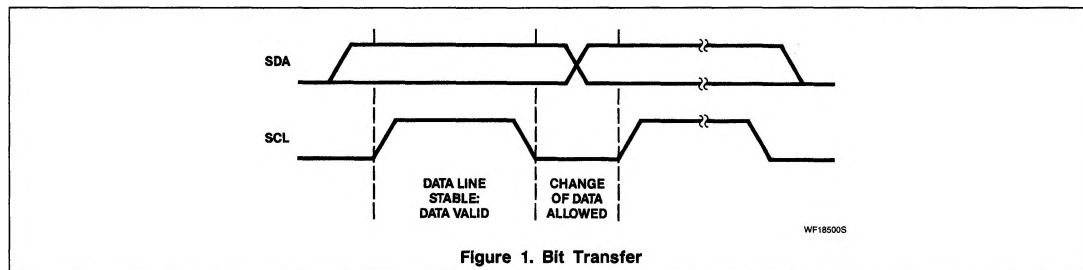 SDA
SCL
DATA LINE
STABLE:
DATA VALID
CHANGE
OF DATA
ALLOWED
WF18500S
Figure 1. Bit Transfer